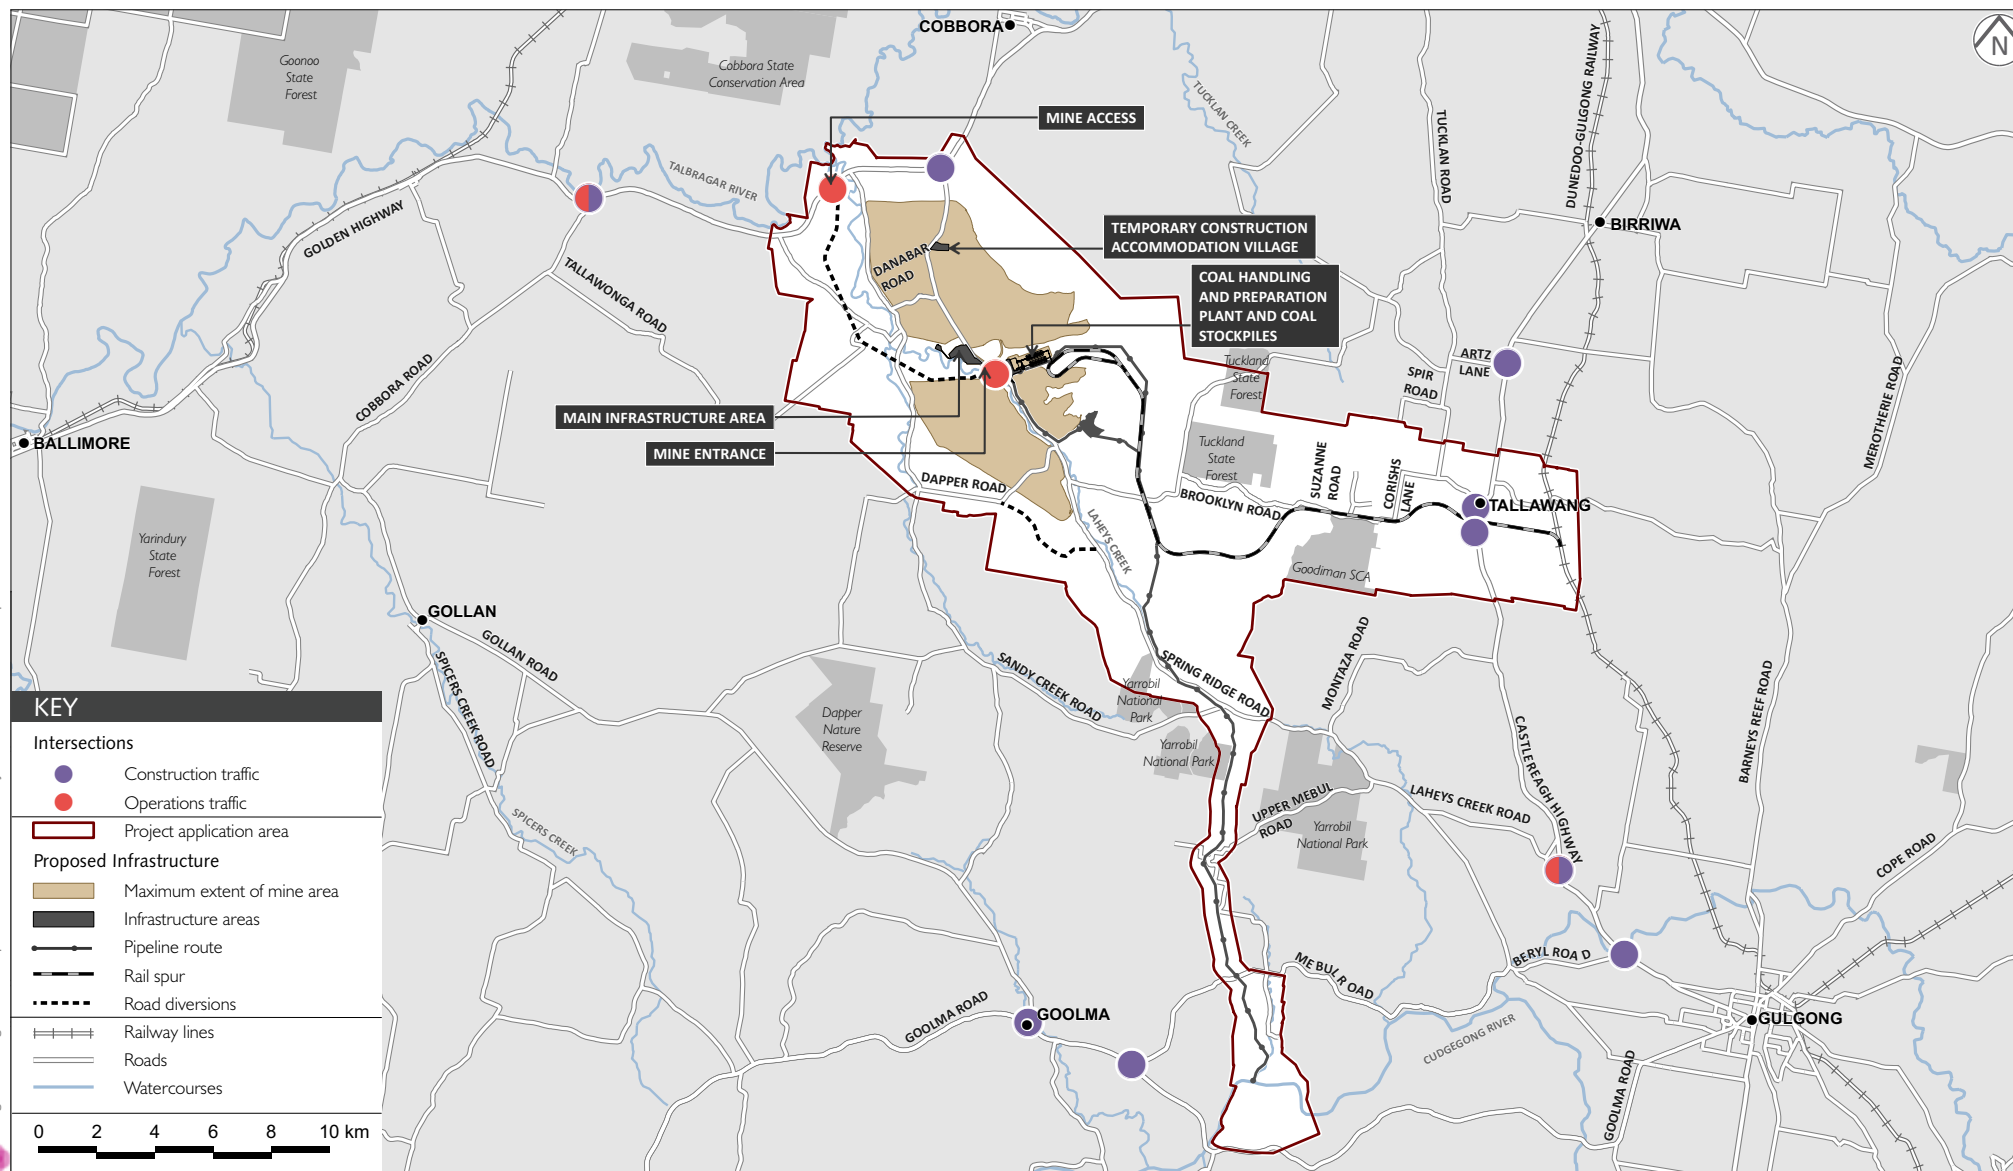 COBBORA
N
Goonoo
State
Forest
Cobbora State
Conservation Area
TUCKLAN CREEK
MINE ACCESS
TUCKLAN ROAD
DUNEDOO-GULGONG RAILWAY
TALBRAGAR RIVER
GOLDEN HIGHWAY
TEMPORARY CONSTRUCTION
ACCOMMODATION VILLAGE
BIRRIWA
DANABAR
ROAD
TALLAWONGA ROAD
COAL HANDLING
AND PREPARATION
PLANT AND COAL
STOCKPILES
COBBORA ROAD
Tuckland
State
Forest
ARTZ
LANE
SPIR
ROAD
MEROTHERIE ROAD
MAIN INFRASTRUCTURE AREA
BALLIMORE
MINE ENTRANCE
Tuckland
State
Forest
SUZANNE
ROAD
CORISHS
LANE
DAPPER ROAD
BROOKLYN ROAD
TALLAWANG
LAHEYS CREEK
Yarindury
State
Forest
Goodiman SCA
GOLLAN
GOLLAN ROAD
SPICERS CREEK ROAD
SANDY CREEK ROAD
SPRING RIDGE ROAD
MONTAZA ROAD
Yarrobil
National
Park
BARNEYS REEF ROAD
Dapper
Nature
Reserve
Yarrobil
National Park
CASTLEREAGH HIGHWAY
UPPER MEBUL
ROAD
LAHEYS CREEK ROAD
Yarrobil
National Park
SPICERS CREEK
COPE ROAD
MEBUL R OAD
BERYL ROA D
GOOLMA ROAD
GOOLMA
GULGONG
CUDGEGONG RIVER
GOOLMA ROAD
KEY
Intersections
Construction traffic
Operations traffic
Project application area
Proposed Infrastructure
Maximum extent of mine area
Infrastructure areas
Pipeline route
Rail spur
Road diversions
Railway lines
Roads
Watercourses
0 2 4 6 8 10 km